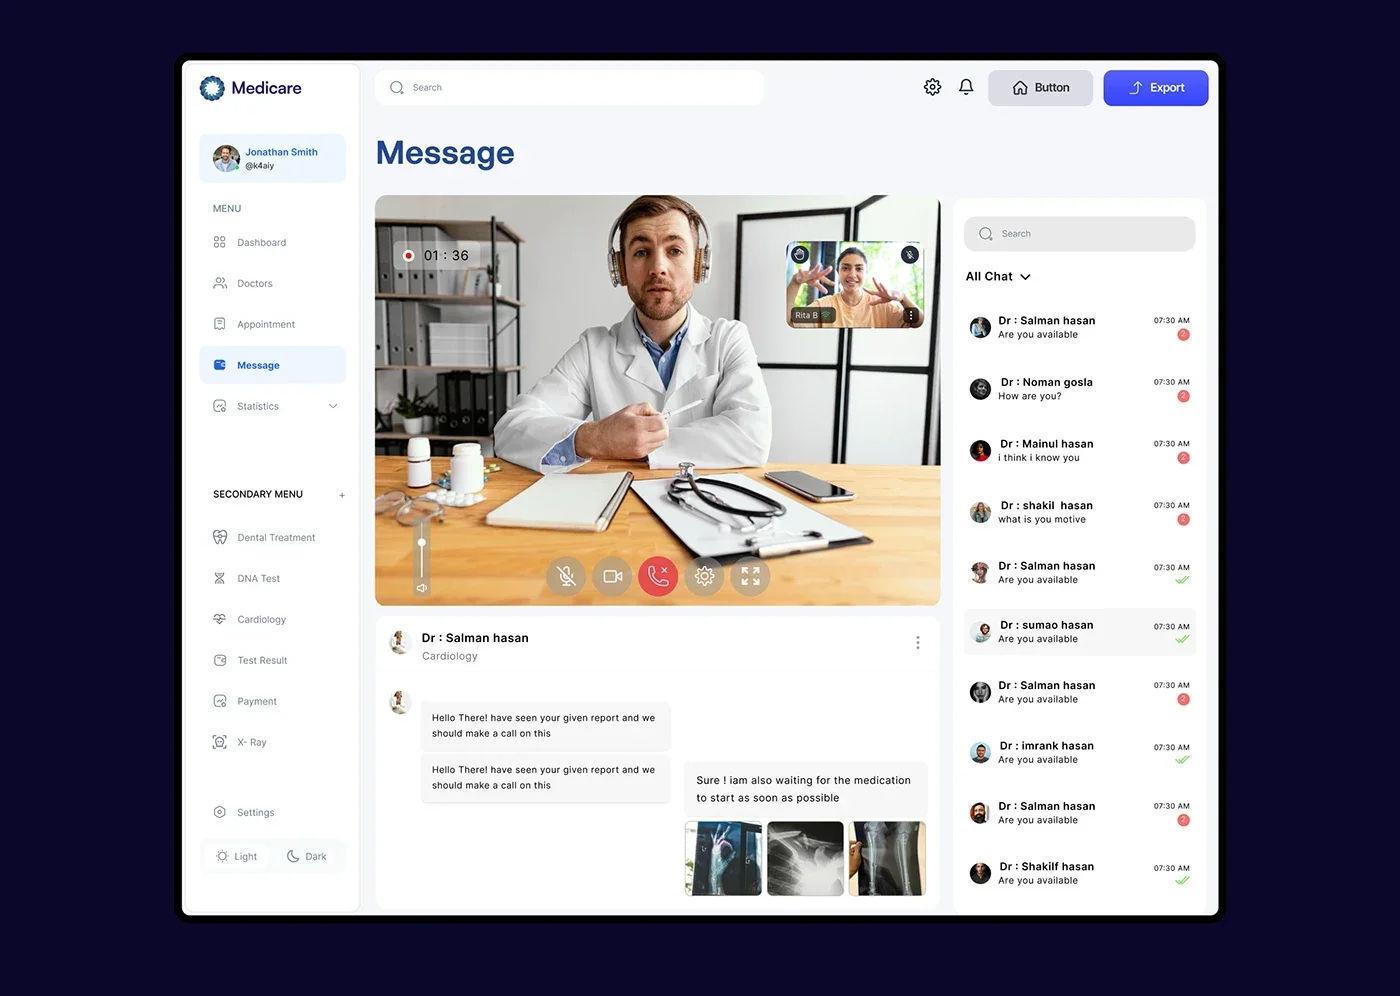 Medicare
Search
Button
Export
Jonathan Smith
@k4aiy
MENU
Dashboard
Doctors
Appointment
Message
Statistics
SECONDARY MENU +
Dental Treatment
DNA Test
Cardiology
Test Result
Payment
X- Ray
Settings
Light
Dark
Message
01 : 36
Rita B
Dr : Salman hasan
Cardiology
Hello There! have seen your given report and we
should make a call on this
Hello There! have seen your given report and we
should make a call on this
Sure ! iam also waiting for the medication
to start as soon as possible
Search
All Chat
Dr : Salman hasan 07:30 AM
Are you available 2
Dr : Noman gosla 07:30 AM
How are you? 2
Dr : Mainul hasan 07:30 AM
i think i know you 2
Dr : shakil hasan 07:30 AM
what is you motive 2
Dr : Salman hasan 07:30 AM
Are you available
Dr : sumao hasan 07:30 AM
Are you available
Dr : Salman hasan 07:30 AM
Are you available 2
Dr : imrank hasan 07:30 AM
Are you available
Dr : Salman hasan 07:30 AM
Are you available 2
Dr : Shakilf hasan 07:30 AM
Are you available